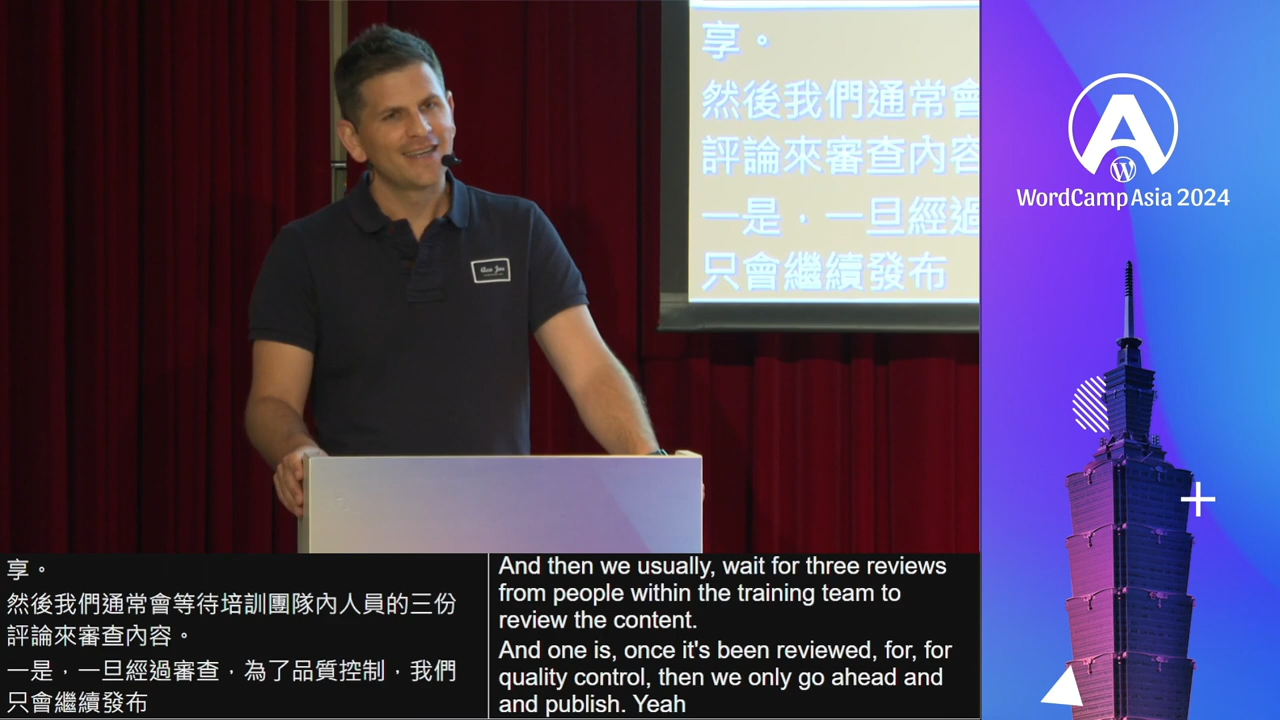 享。
然後我們通常會
評論來審查內容
一是，一旦經過
只會繼續發布
WordCamp Asia 2024
享。
然後我們通常會等待培訓團隊內人員的三份
評論來審查內容。
一是，一旦經過審查，為了品質控制，我們
只會繼續發布
And then we usually, wait for three reviews
from people within the training team to
review the content.
And one is, once it's been reviewed, for, for
quality control, then we only go ahead and
and publish. Yeah